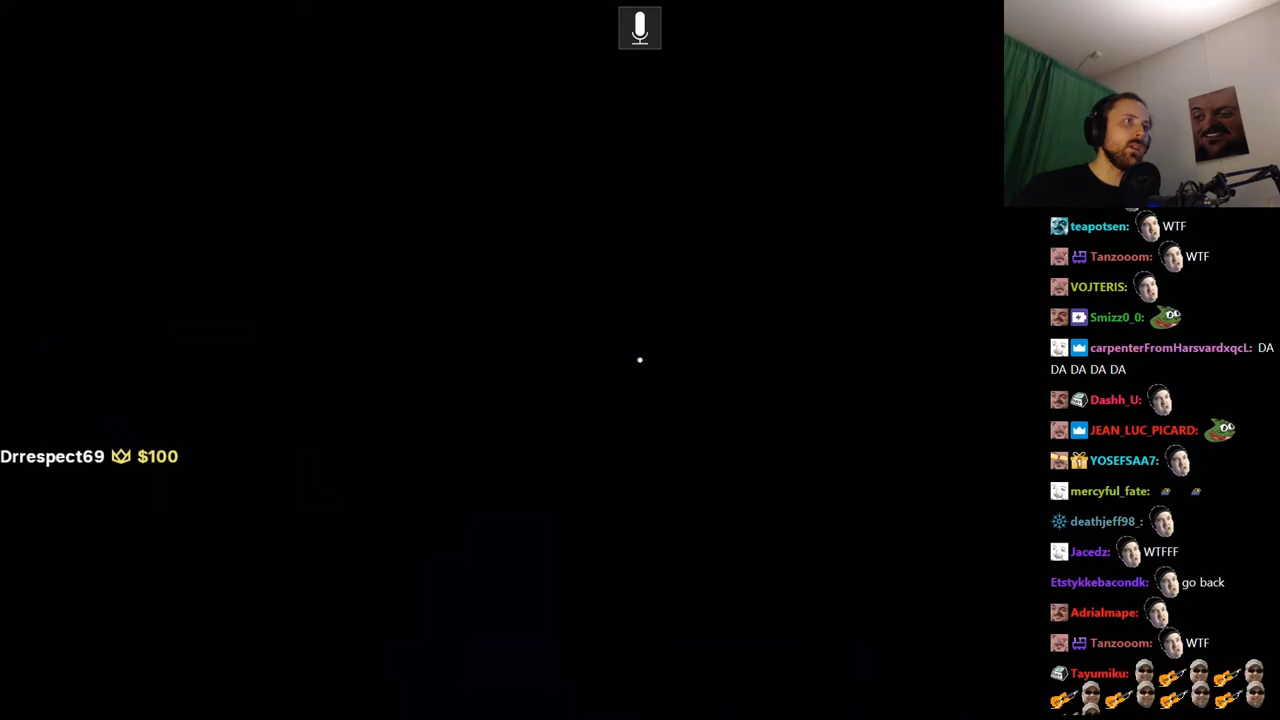 teapotsen: WTF
Tanzooom: WTF
VOJTERIS:
Smizz0_0:
carpenterFromHarsvardxqcL: DA
DA DA DA DA
Dashh_U:
JEAN_LUC_PICARD:
Drrespect69 $100
YOSEFSAA7:
mercyful_fate:
deathjeff98_:
Jacedz: WTFFF
Etstykkebacondk: go back
Adrialmape:
Tanzooom: WTF
Tayumiku: